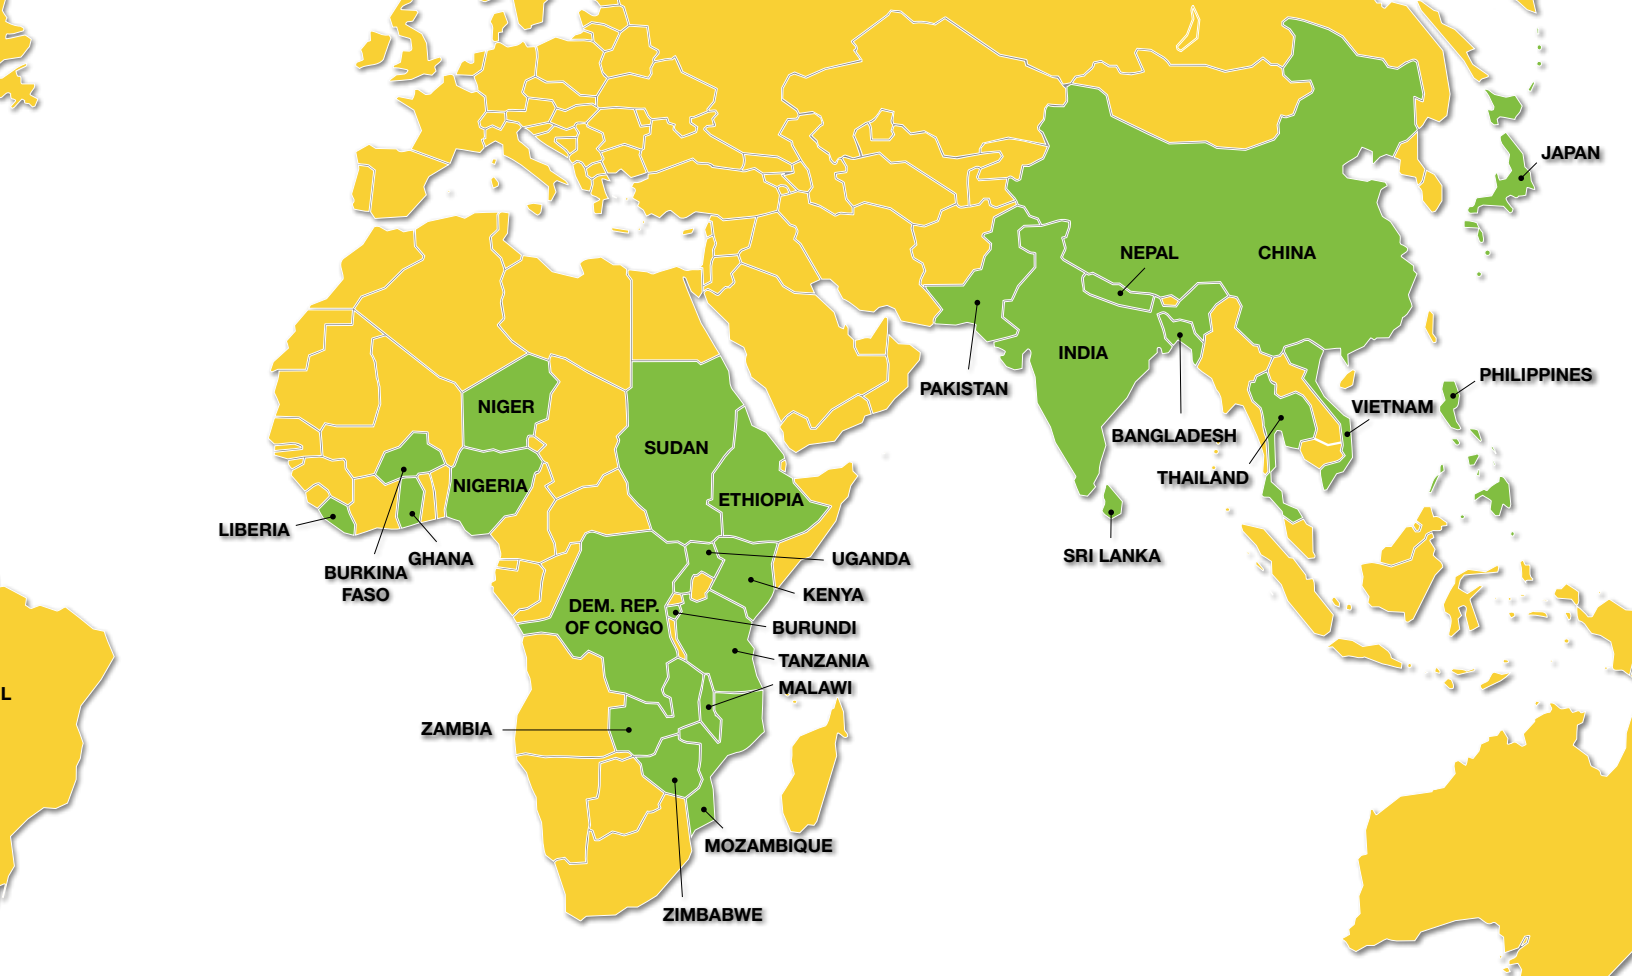 JAPAN
NEPAL
CHINA
INDIA
PAKISTAN
PHILIPPINES
VIETNAM
BANGLADESH
THAILAND
SRI LANKA
NIGER
SUDAN
NIGERIA
ETHIOPIA
LIBERIA
GHANA
BURKINA
FASO
UGANDA
KENYA
DEM. REP.
OF CONGO
BURUNDI
TANZANIA
MALAWI
L
ZAMBIA
MOZAMBIQUE
ZIMBABWE